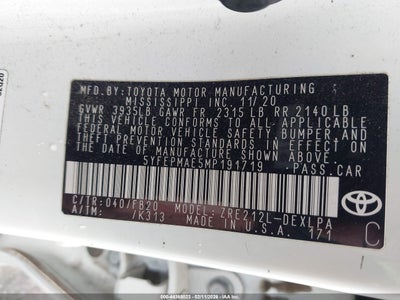 MFD.BY:TOYOTA MOTOR MANUFACTURING
MISSISSIPPI INC. 11/20
GVWR 3935LB GAWR FR 2315 LB RR 2140LB
THIS VEHICLE CONFORMS TO ALL APPLICABLE
FEDERAL MOTOR VEHICLE SAFETY, BUMPER, AND
THEFT PREVENTION STANDARDS IN EFFECT ON
THE DATE OF MANUFACTURE SHOWN ABOVE.
5YFEPMAE5MP191719 PASS.CAR
C/TR:040/FB20 MODEL: ZRE212L-DEXLPA
A/TM: /K313 MADE IN U.S.A. 171
TOYOTA C